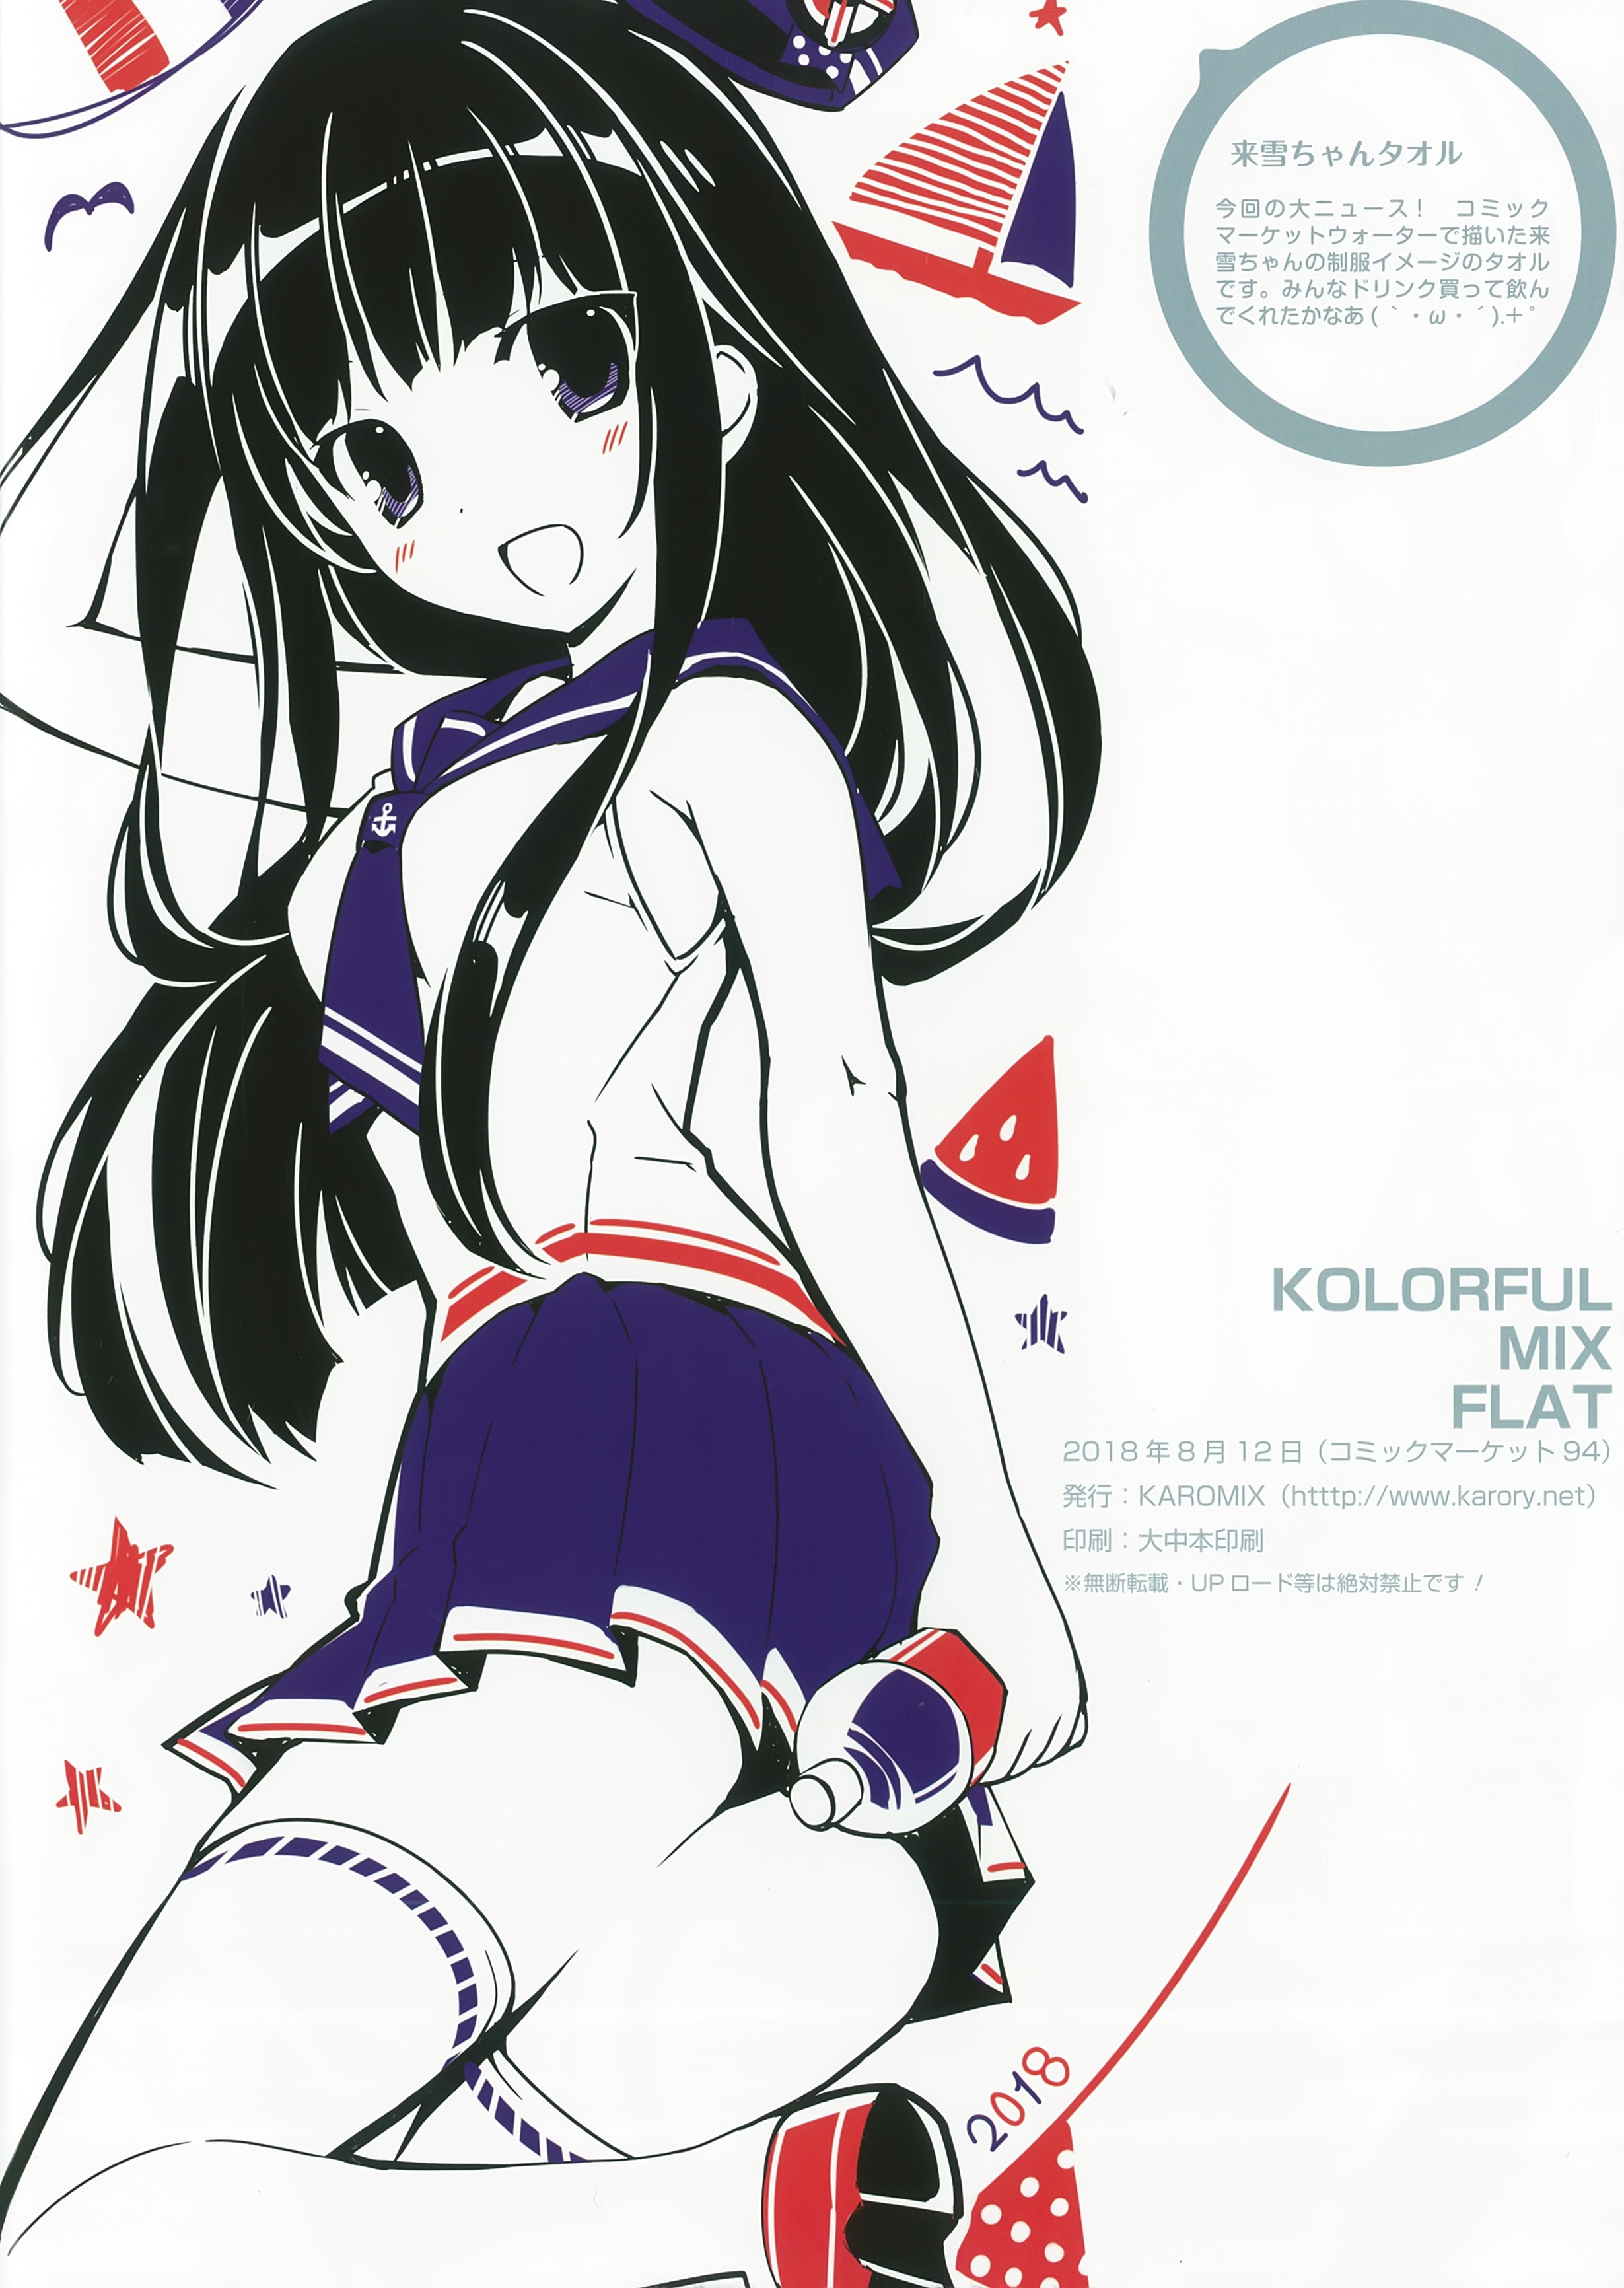 来雪ちゃんタオル
今回の大ニュース！　コミック
マーケットウォーターで描いた来
雪ちゃんの制服イメージのタオル
です。みんなドリンク買って飲ん
でくれたかなあ(｀・ω・´).＋゜
KOLORFUL
MIX
FLAT
2018年8月12日（コミックマーケット94）
発行：KAROMIX（htttp://www.karory.net）
印刷：大中本印刷
※無断転載・UPロード等は絶対禁止です！
2018